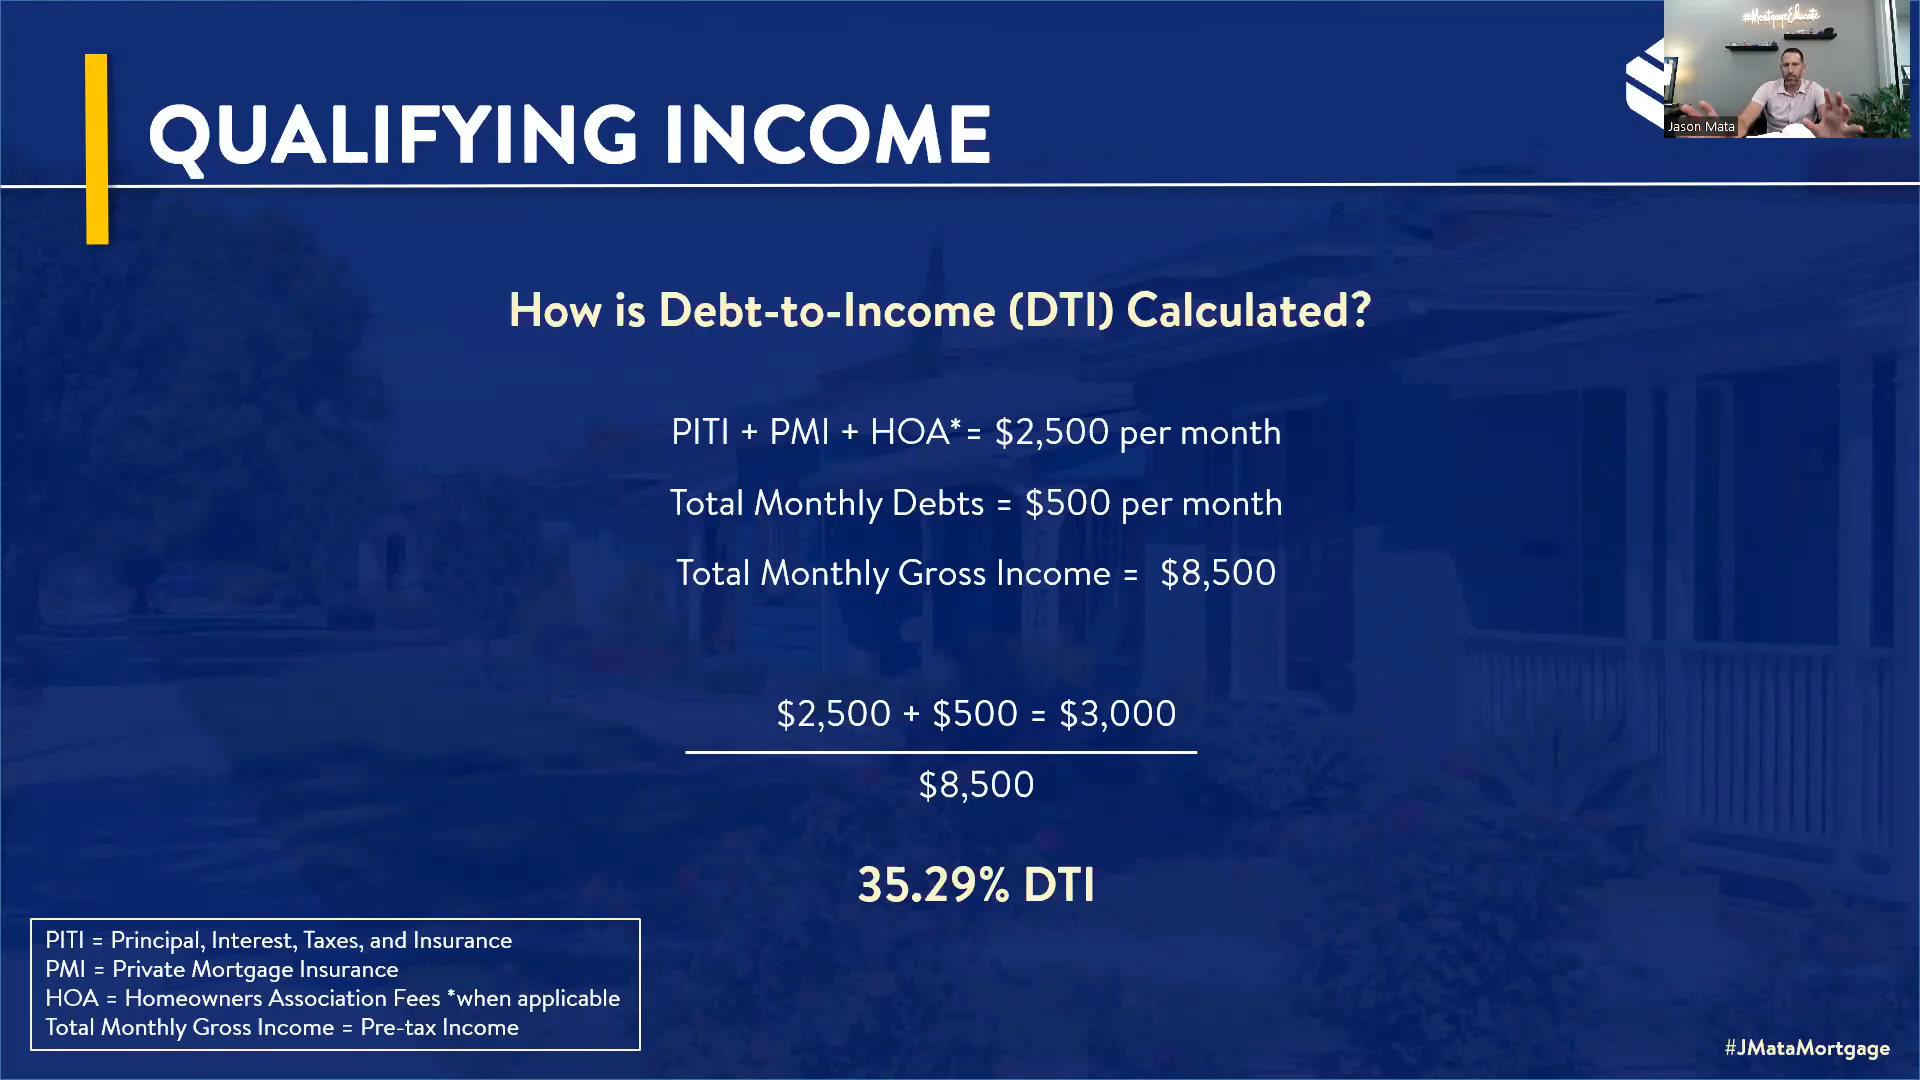 #MortgageEducate
Jason Mata
QUALIFYING INCOME
How is Debt-to-Income (DTI) Calculated?
PITI + PMI + HOA*= $2,500 per month
Total Monthly Debts = $500 per month
Total Monthly Gross Income = $8,500
$2,500 + $500 = $3,000
$8,500
35.29% DTI
PITI = Principal, Interest, Taxes, and Insurance
PMI = Private Mortgage Insurance
HOA = Homeowners Association Fees *when applicable
Total Monthly Gross Income = Pre-tax Income
#JMataMortgage